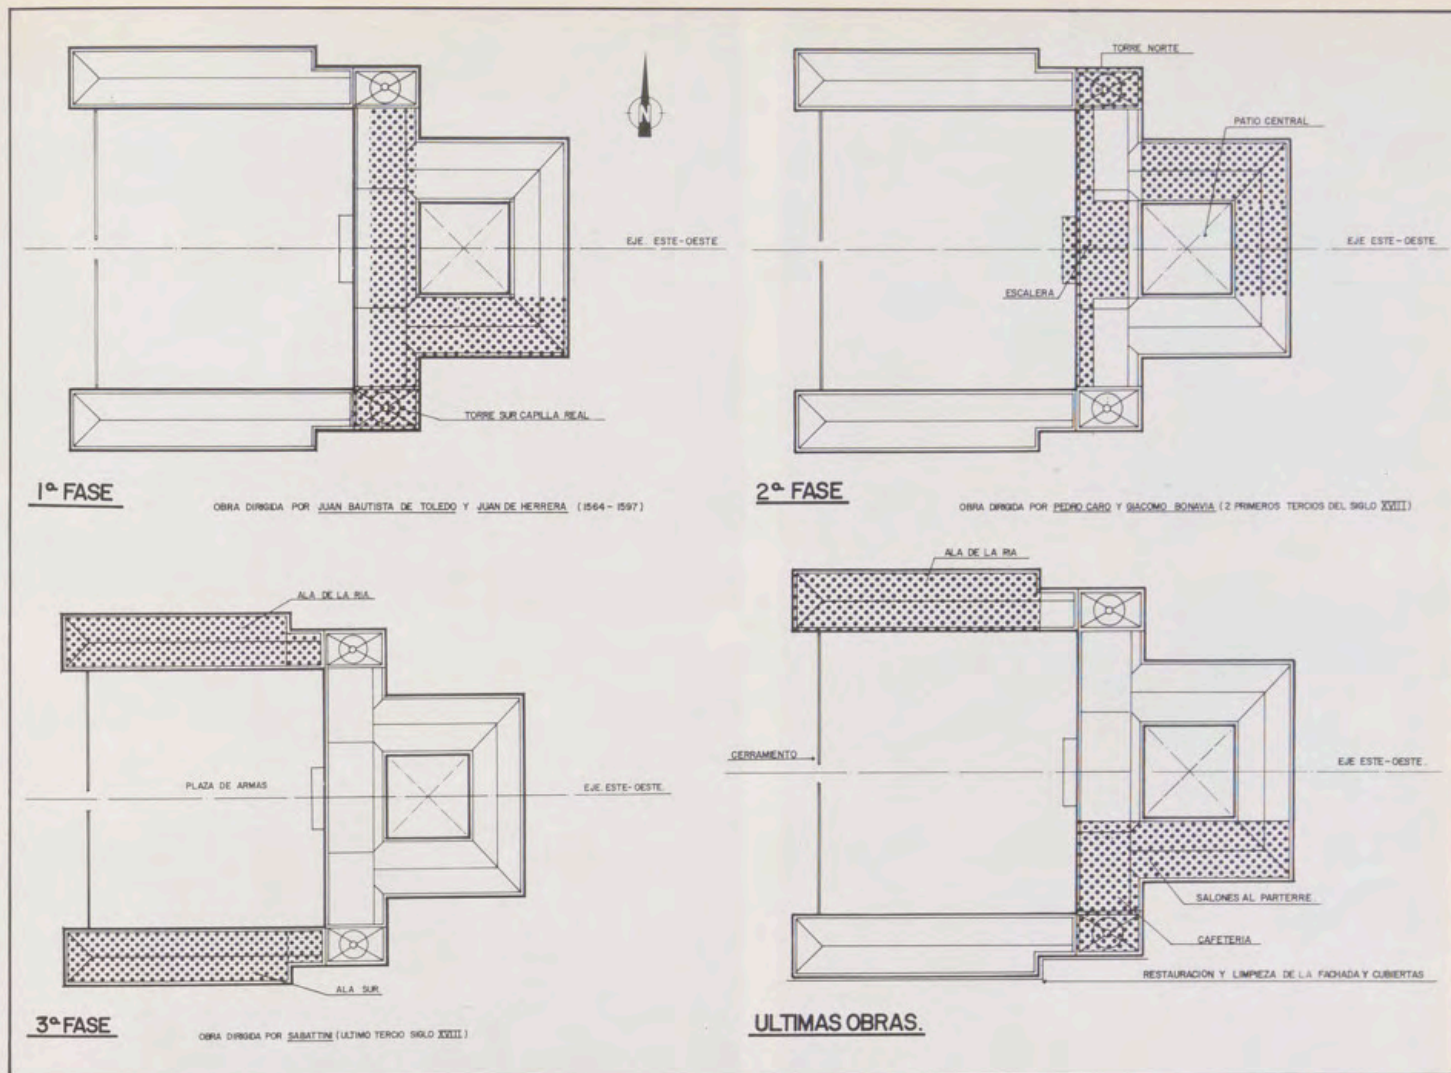 N
EJE ESTE-OESTE
TORRE SUR CAPILLA REAL
1ª FASE
OBRA DIRIGIDA POR JUAN BAUTISTA DE TOLEDO Y JUAN DE HERRERA (1564-1597)
TORRE NORTE
PATIO CENTRAL
EJE ESTE-OESTE.
ESCALERA
2ª FASE
OBRA DIRIGIDA POR PEDRO CARO Y GIACOMO BONAVIA (2 PRIMEROS TERCIOS DEL SIGLO XVIII)
ALA DE LA RIA.
PLAZA DE ARMAS
EJE. ESTE-OESTE.
ALA SUR
3ª FASE
OBRA DIRIGIDA POR SABATTINI (ULTIMO TERCIO SIGLO XVIII)
ALA DE LA RIA
CERRAMIENTO
EJE ESTE-OESTE.
SALONES AL PARTERRE
CAFETERIA
RESTAURACION Y LIMPIEZA DE LA FACHADA Y CUBIERTAS
ULTIMAS OBRAS.